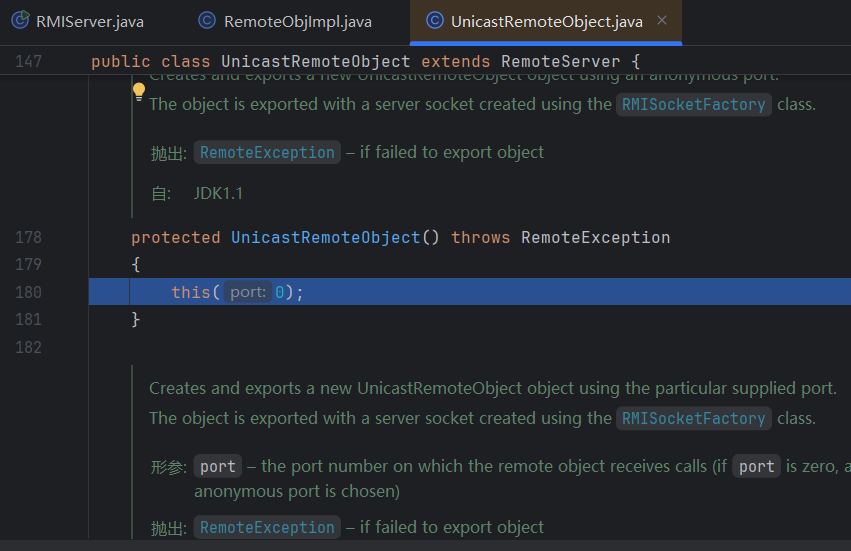 RMIServer.java RemoteObjImpl.java UnicastRemoteObject.java ×
147 public class UnicastRemoteObject extends RemoteServer {
Creates and exports a new UnicastRemoteObject object using an anonymous port.
The object is exported with a server socket created using the RMISocketFactory class.
抛出: RemoteException – if failed to export object
自: JDK1.1
178 protected UnicastRemoteObject() throws RemoteException
179 {
180 this( port: 0);
181 }
182
Creates and exports a new UnicastRemoteObject object using the particular supplied port.
The object is exported with a server socket created using the RMISocketFactory class.
形参: port – the port number on which the remote object receives calls (if port is zero, a
anonymous port is chosen)
抛出: RemoteException – if failed to export object